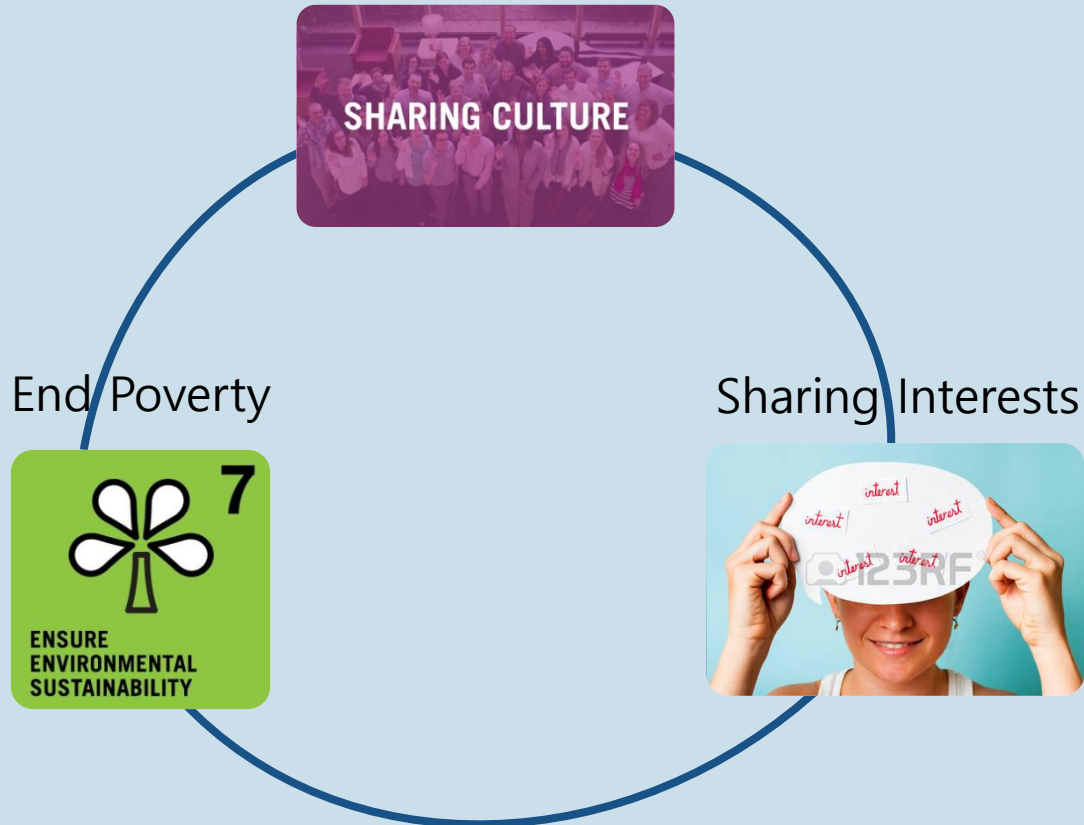 SHARING CULTURE
End Poverty
Sharing Interests
7
ENSURE
ENVIRONMENTAL
SUSTAINABILITY
interest
interest
interest
interest
interest
123RF